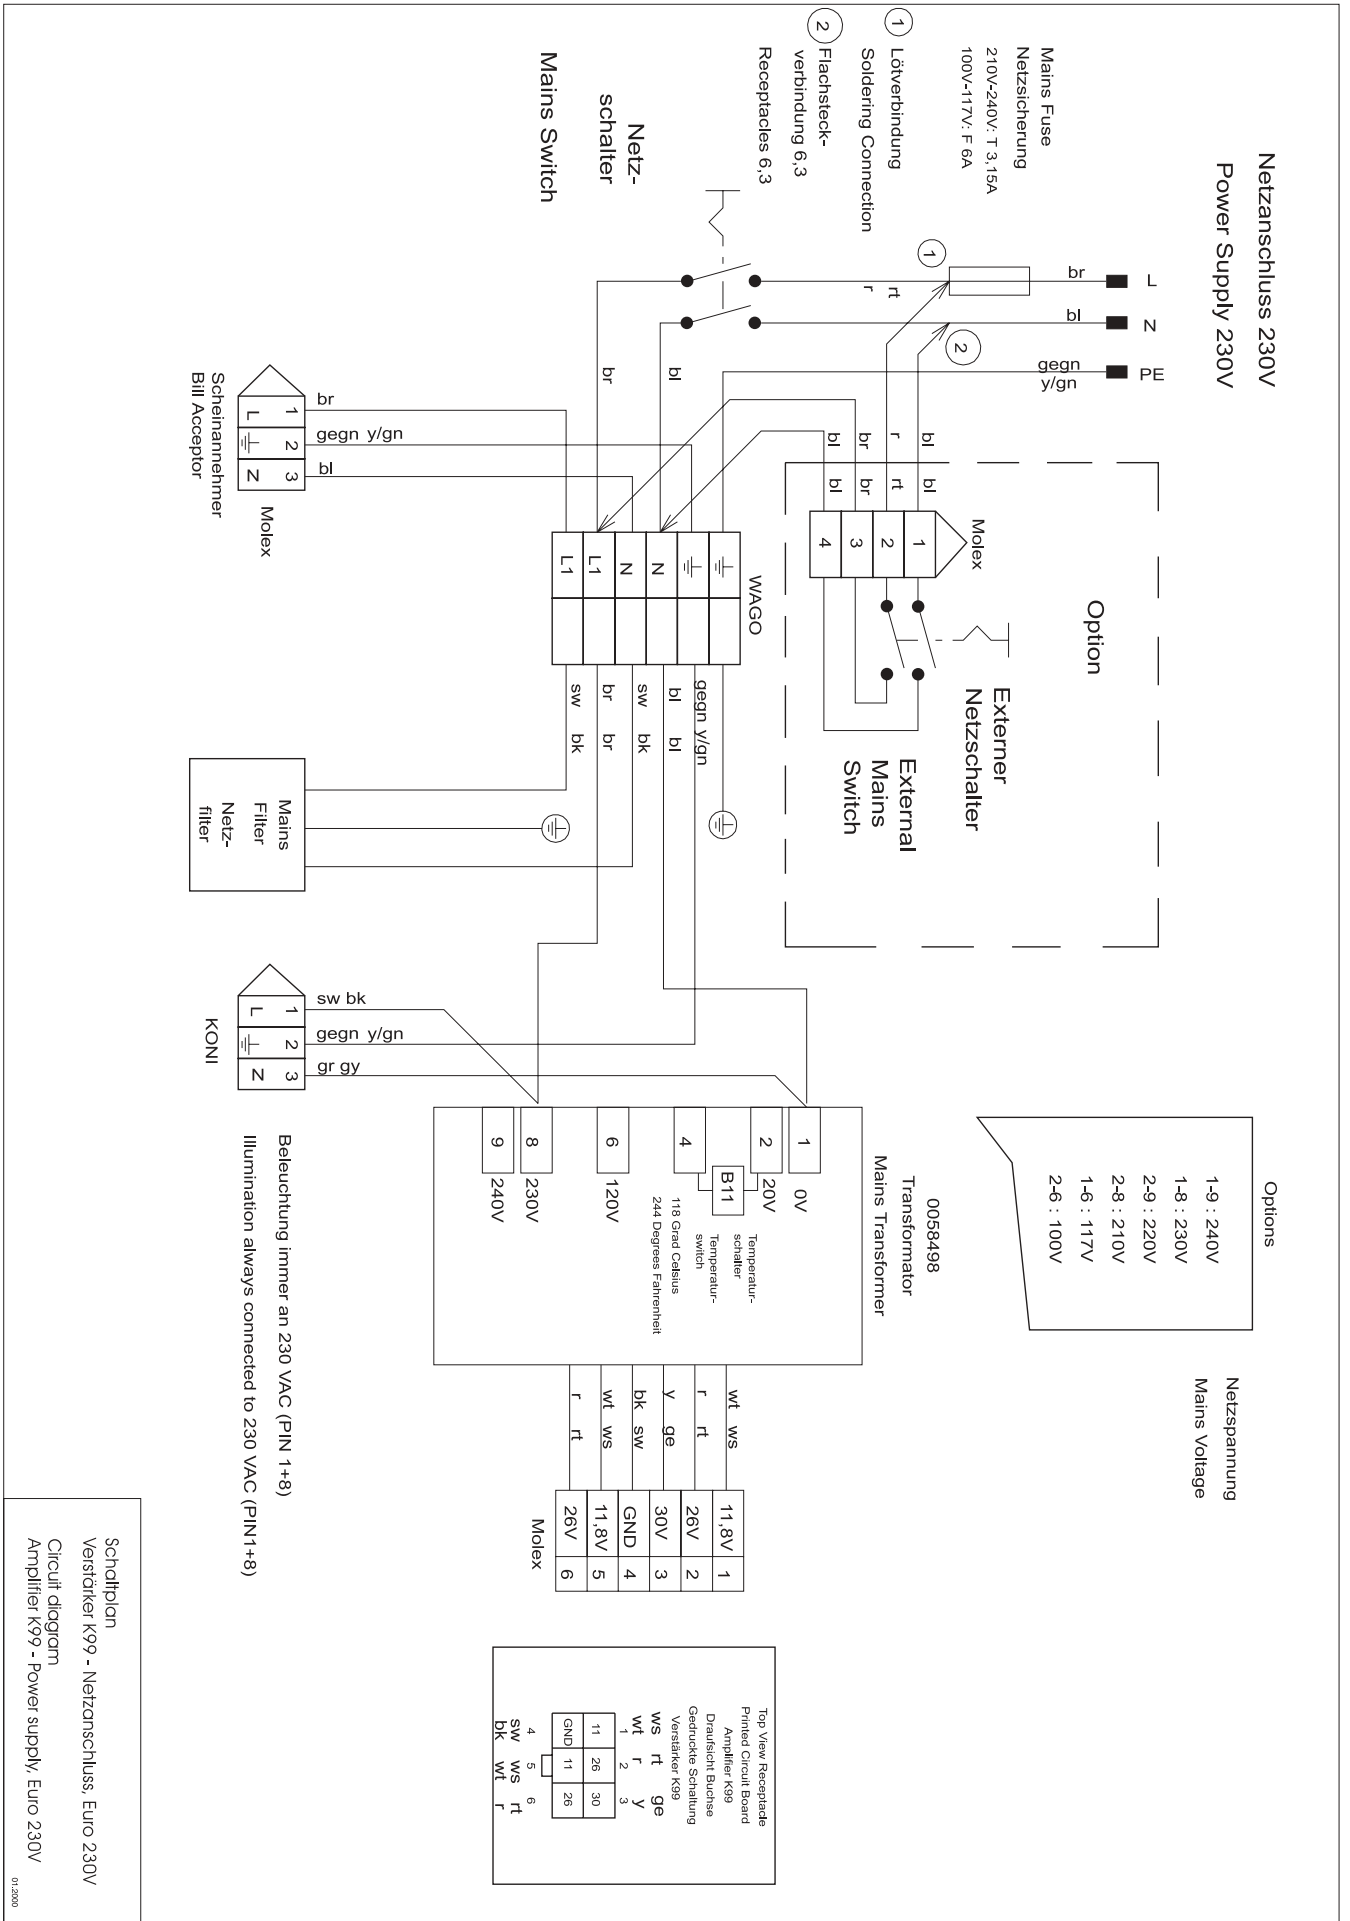 Netzanschluss 230V
Power Supply 230V
Mains Fuse
Netzsicherung
210V-240V: T 3,15A
100V-117V: F 6A
1 Lötverbindung
Soldering Connection
2 Flachsteck-
verbindung 6,3
Receptacles 6,3
Netz-
schalter
Mains Switch
L
N
PE
br
bl
gegn
y/gn
1
2
rt
r
bl
br
bl
r
br
bl
bl
rt
br
bl
Molex
1
2
3
4
Option
Externer
Netzschalter
External
Mains
Switch
WAGO
N
N
L1
L1
gegn y/gn
bl bl
sw bk
br br
sw bk
br
gegn y/gn
bl
1 L
2
3 N
Molex
Scheinannehmer
Bill Acceptor
Mains
Filter
Netz-
filter
sw bk
gegn y/gn
gr gy
1 L
2
3 N
KONI
Options
1-9 : 240V
1-8 : 230V
2-9 : 220V
2-8 : 210V
1-6 : 117V
2-6 : 100V
Netzspannung
Mains Voltage
0058498
Transformator
Mains Transformer
1 0V
2 20V
B11
4
6 120V
8 230V
9 240V
Temperatur-
schalter
Temperatur-
switch
118 Grad Celsius
244 Degrees Fahrenheit
wt ws
r rt
y ge
bk sw
wt ws
r rt
11,8V 1
26V 2
30V 3
GND 4
11,8V 5
26V 6
Molex
Beleuchtung immer an 230 VAC (PIN 1+8)
Illumination always connected to 230 VAC (PIN1+8)
Top View Receptacle
Printed Circuit Board
Amplifier K99
Draufsicht Buchse
Gedruckte Schaltung
Verstärker K99
ws rt ge
wt r y
1 2 3
11 26 30
GND 11 26
4 5 6
sw ws rt
bk wt r
Schaltplan
Verstärker K99 - Netzanschluss, Euro 230V
Circuit diagram
Amplifier K99 - Power supply, Euro 230V
01.2000